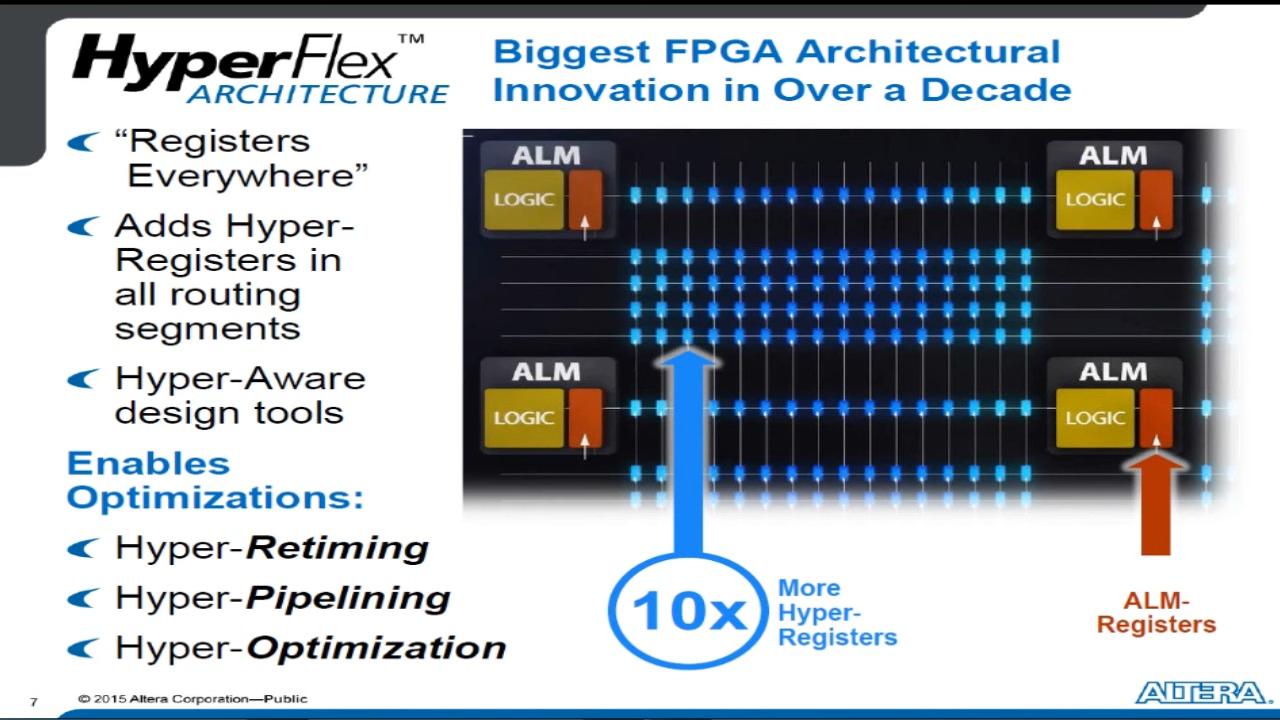 HyperFlex™
ARCHITECTURE
Biggest FPGA Architectural
Innovation in Over a Decade
“Registers
Everywhere”
Adds Hyper-
Registers in
all routing
segments
Hyper-Aware
design tools
Enables
Optimizations:
Hyper-Retiming
Hyper-Pipelining
Hyper-Optimization
ALM
LOGIC
ALM
LOGIC
ALM
LOGIC
ALM
LOGIC
10x
More
Hyper-
Registers
ALM-
Registers
7
© 2015 Altera Corporation—Public
ALTERA®